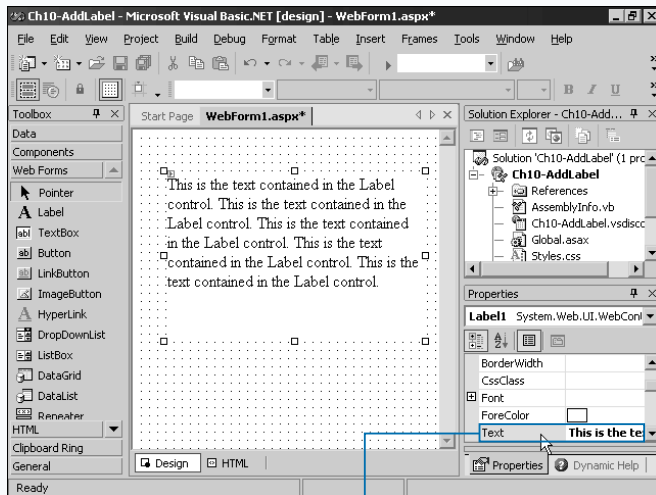 Ch10-AddLabel - Microsoft Visual Basic.NET [design] - WebForm1.aspx*
File Edit View Project Build Debug Format Table Insert Frames Tools Window Help
B I U
Toolbox
Data
Components
Web Forms
Pointer
A Label
abl TextBox
ab Button
ab LinkButton
ImageButton
A HyperLink
DropDownList
ListBox
DataGrid
DataList
Repeater
HTML
Clipboard Ring
General
Start Page WebForm1.aspx*
This is the text contained in the Label
control. This is the text contained in the
Label control. This is the text contained
in the Label control. This is the text
contained in the Label control. This is the
text contained in the Label control.
Design HTML
Solution Explorer - Ch10-Add...
Solution 'Ch10-AddLabel' (1 prc
Ch10-AddLabel
References
AssemblyInfo.vb
Ch10-AddLabel.vsdisco
Global.asax
Styles.css
Properties
Label1 System.Web.UI.WebCont
BorderWidth
CssClass
Font
ForeColor
Text This is the te
Properties Dynamic Help
Ready